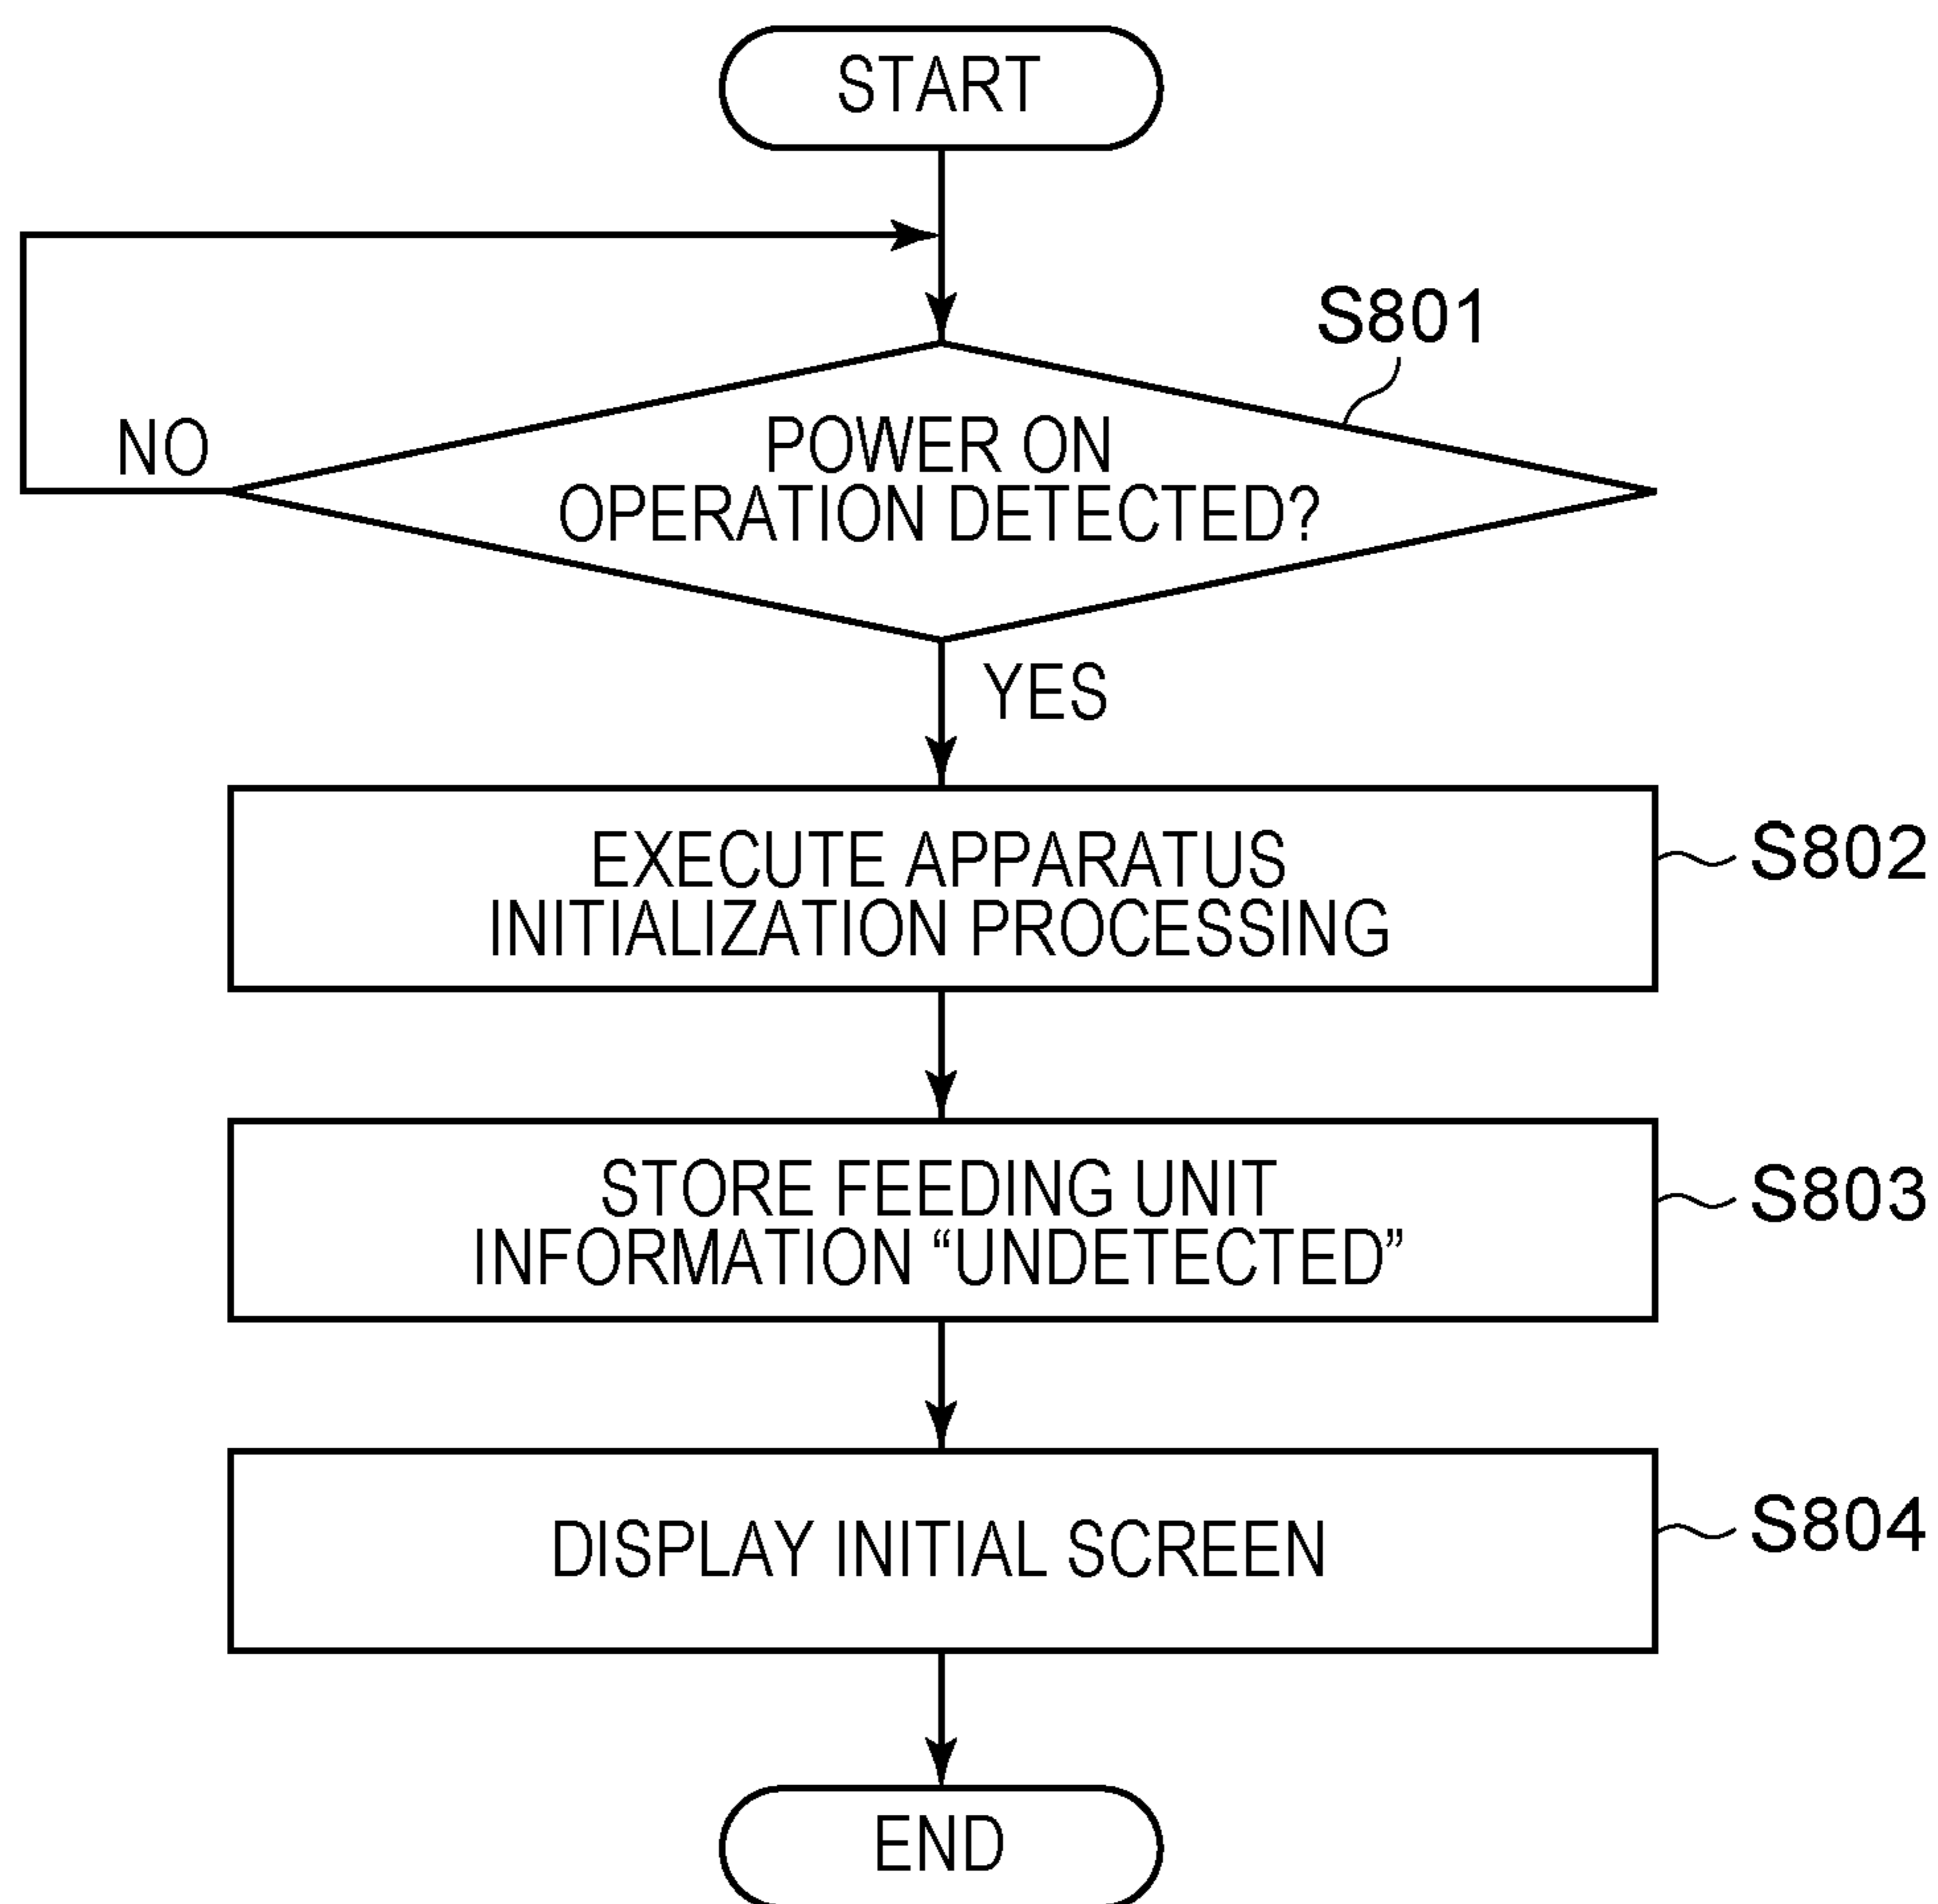 START
S801
POWER ON
OPERATION DETECTED?
NO
YES
EXECUTE APPARATUS
INITIALIZATION PROCESSING
S802
STORE FEEDING UNIT
INFORMATION “UNDETECTED”
S803
DISPLAY INITIAL SCREEN
S804
END